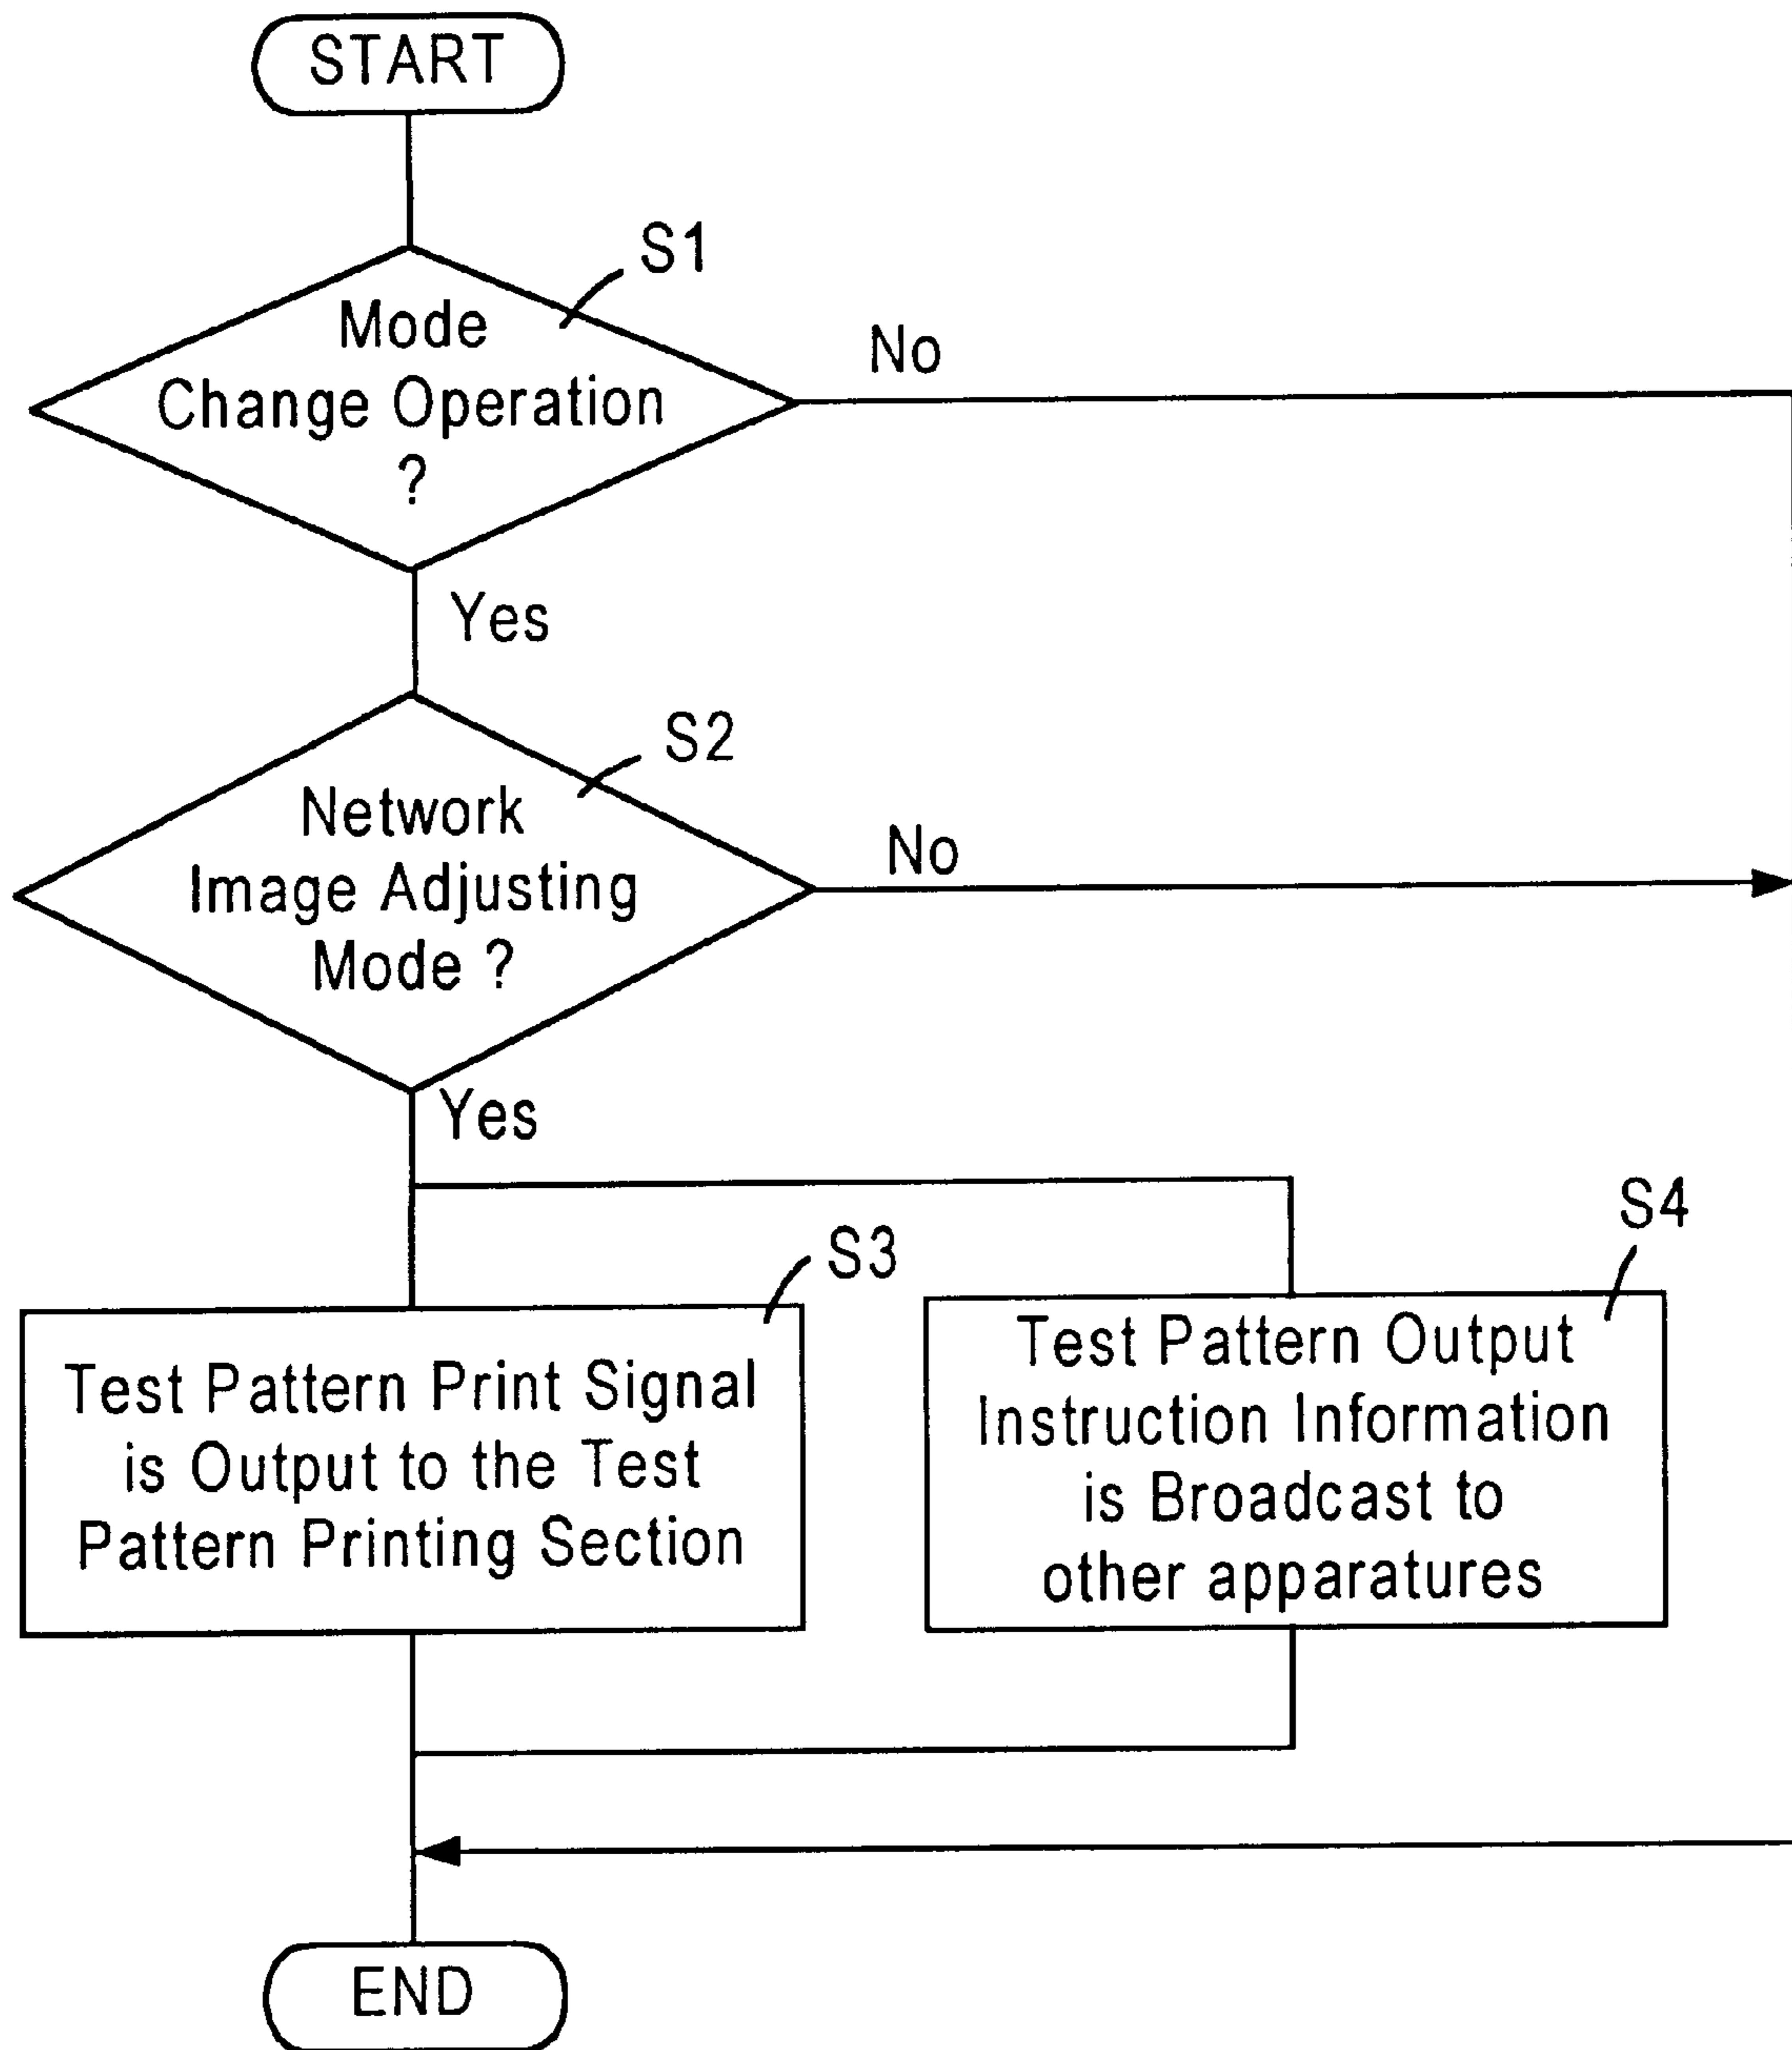 START
S1
Mode
Change Operation
?
No
Yes
S2
Network
Image Adjusting
Mode ?
No
Yes
S3
Test Pattern Print Signal
is Output to the Test
Pattern Printing Section
S4
Test Pattern Output
Instruction Information
is Broadcast to
other apparatures
END